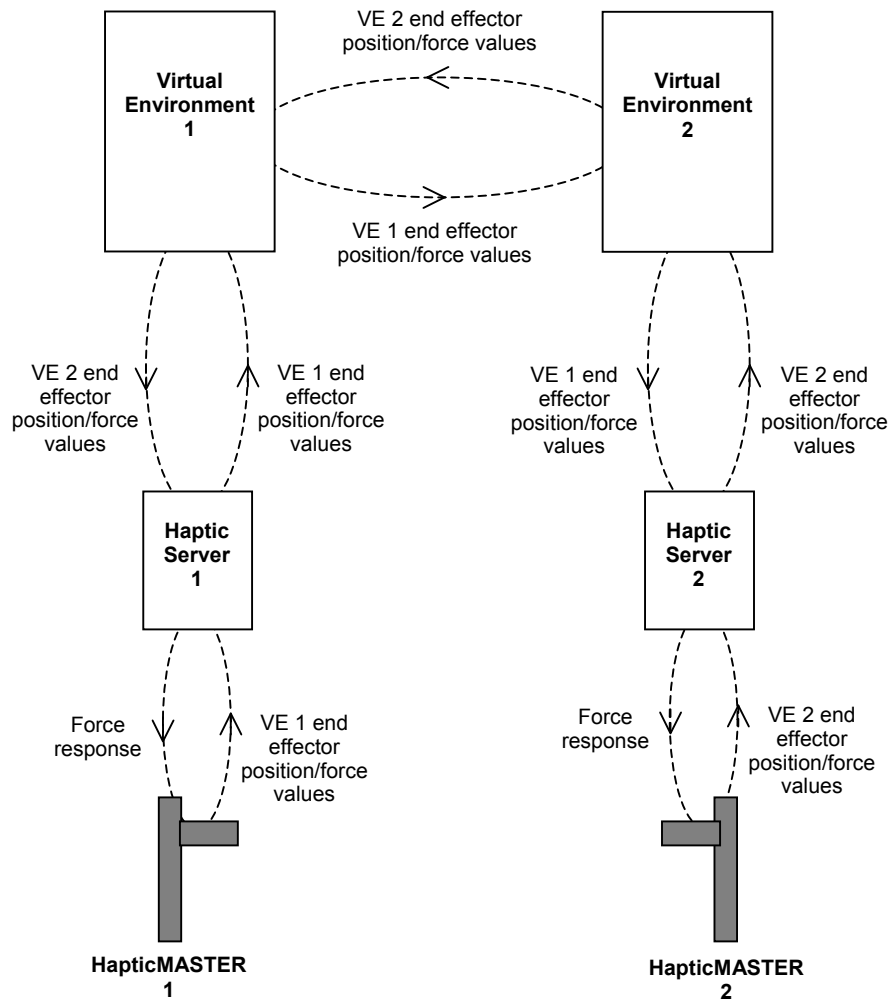 VE 2 end effector
position/force values
Virtual
Environment
1
Virtual
Environment
2
VE 1 end effector
position/force values
VE 2 end
effector
position/force
values
VE 1 end
effector
position/force
values
VE 1 end
effector
position/force
values
VE 2 end
effector
position/force
values
Haptic
Server
1
Haptic
Server
2
Force
response
VE 1 end
effector
position/force
values
Force
response
VE 2 end
effector
position/force
values
HapticMASTER
1
HapticMASTER
2